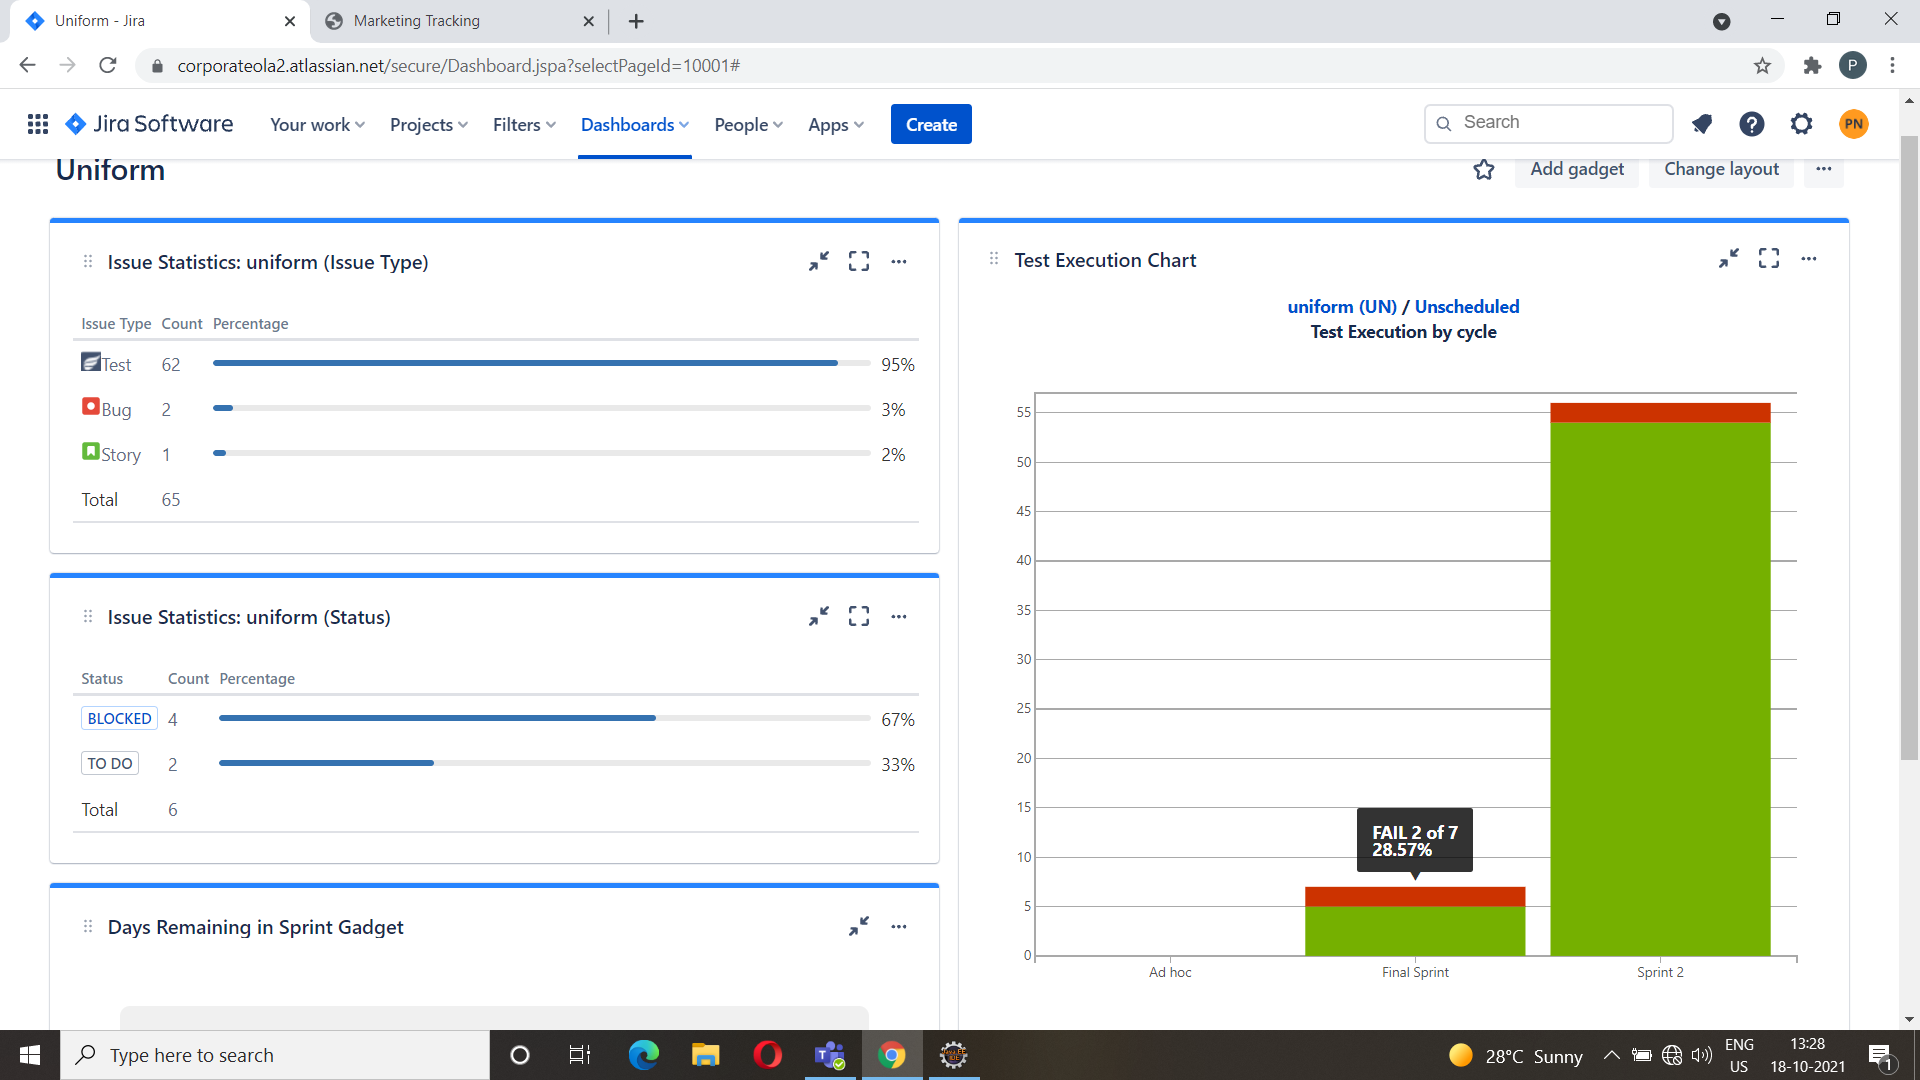 Uniform - Jira
Marketing Tracking
corporateola2.atlassian.net/secure/Dashboard.jspa?selectPageId=10001#
P
Jira Software
Your work
Projects
Filters
Dashboards
People
Apps
Create
Search
PN
Uniform
Add gadget
Change layout
Issue Statistics: uniform (Issue Type)
Issue Type Count Percentage
Test 62 95%
Bug 2 3%
Story 1 2%
Total 65
Issue Statistics: uniform (Status)
Status Count Percentage
BLOCKED 4 67%
TO DO 2 33%
Total 6
Days Remaining in Sprint Gadget
Test Execution Chart
uniform (UN) / Unscheduled
Test Execution by cycle
55
50
45
40
35
30
25
20
15
10
5
0
FAIL 2 of 7
28.57%
Ad hoc
Final Sprint
Sprint 2
Type here to search
28°C Sunny
ENG
US
13:28
18-10-2021
1